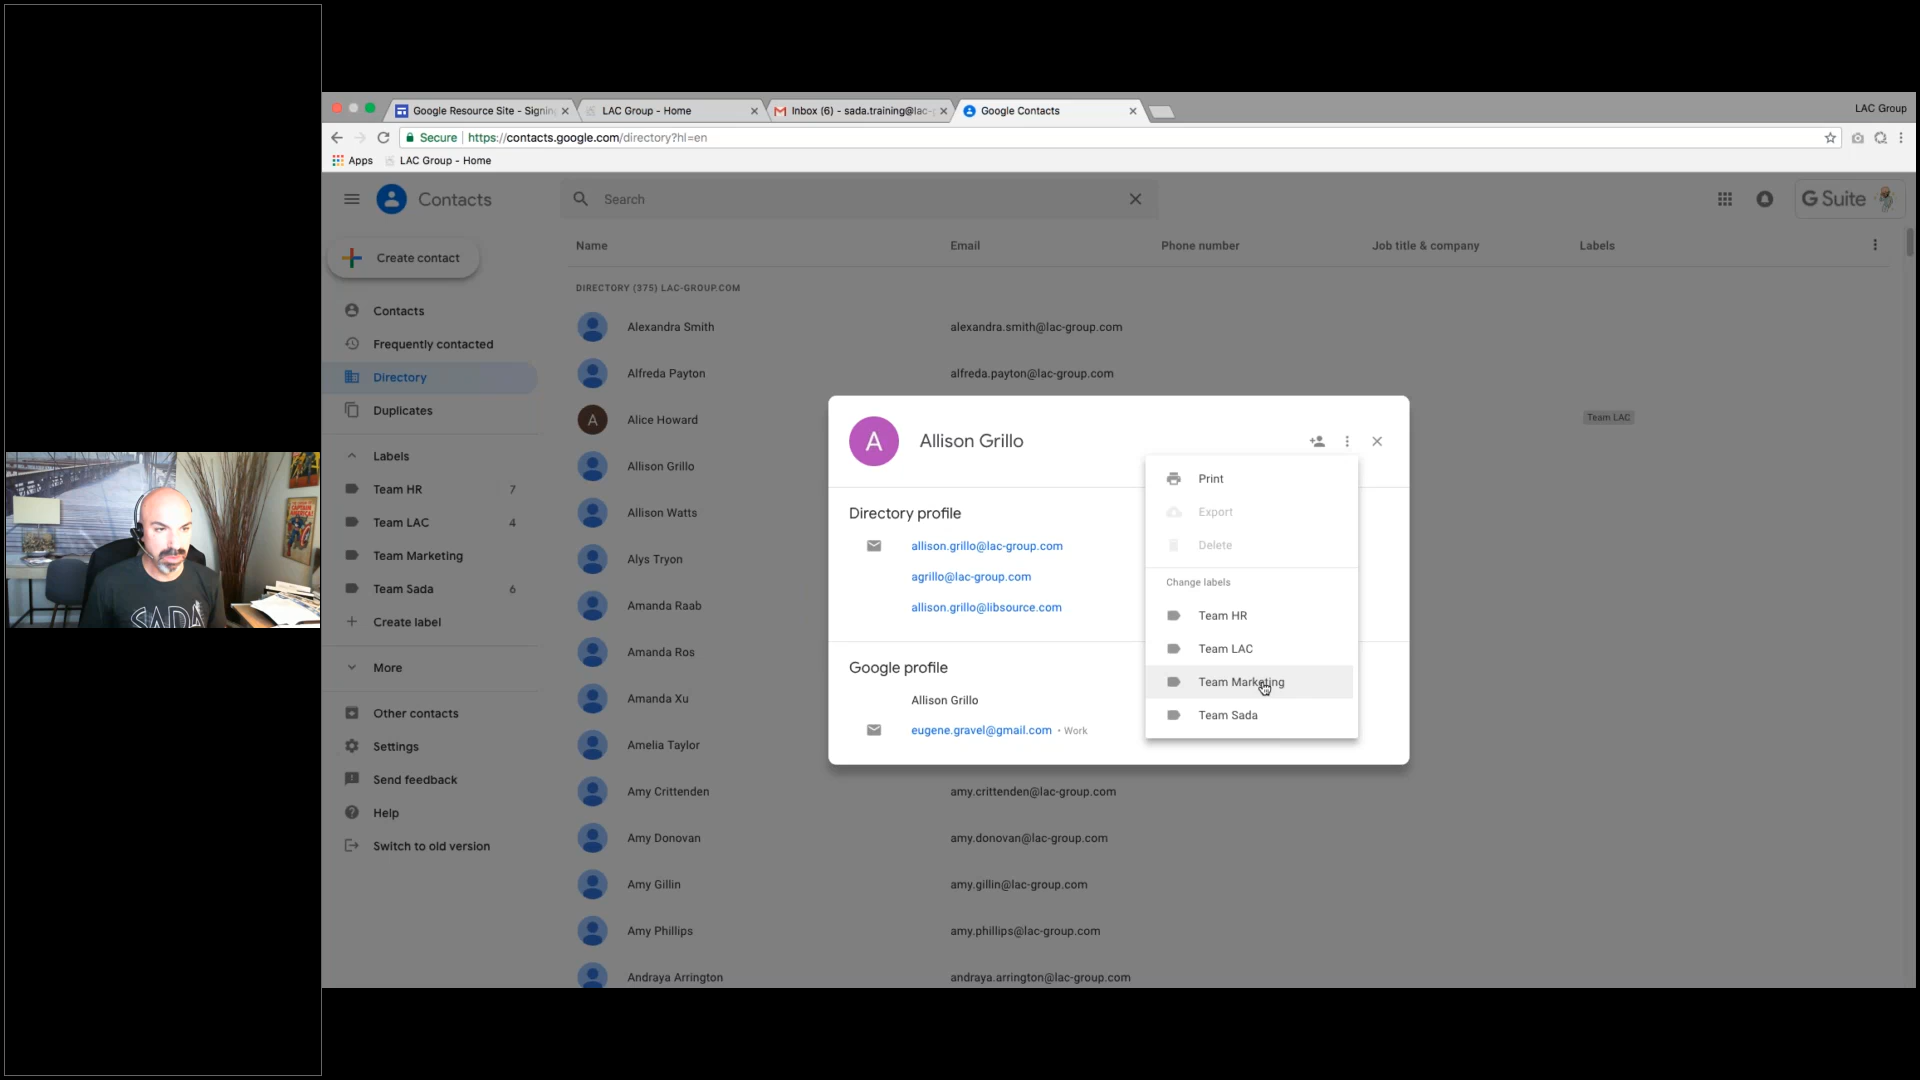 Google Resource Site - Signin
LAC Group - Home
Inbox (6) - sada.training@lac-
Google Contacts
LAC Group
Secure
https://contacts.google.com/directory?hl=en
Apps
LAC Group - Home
Contacts
Search
G Suite
Name
Email
Phone number
Job title & company
Labels
Create contact
DIRECTORY (375) LAC-GROUP.COM
Contacts
Frequently contacted
Directory
Duplicates
Labels
Team HR 7
Team LAC 4
Team Marketing
Team Sada 6
Create label
More
Other contacts
Settings
Send feedback
Help
Switch to old version
Alexandra Smith alexandra.smith@lac-group.com
Alfreda Payton alfreda.payton@lac-group.com
A Alice Howard Team LAC
Allison Grillo
Allison Watts
Alys Tryon
Amanda Raab
Amanda Ros
Amanda Xu
Amelia Taylor
Amy Crittenden amy.crittenden@lac-group.com
Amy Donovan amy.donovan@lac-group.com
Amy Gillin amy.gillin@lac-group.com
Amy Phillips amy.phillips@lac-group.com
Andraya Arrington andraya.arrington@lac-group.com
A Allison Grillo
Directory profile
allison.grillo@lac-group.com
agrillo@lac-group.com
allison.grillo@libsource.com
Google profile
Allison Grillo
eugene.gravel@gmail.com • Work
Print
Export
Delete
Change labels
Team HR
Team LAC
Team Marketing
Team Sada
SADA